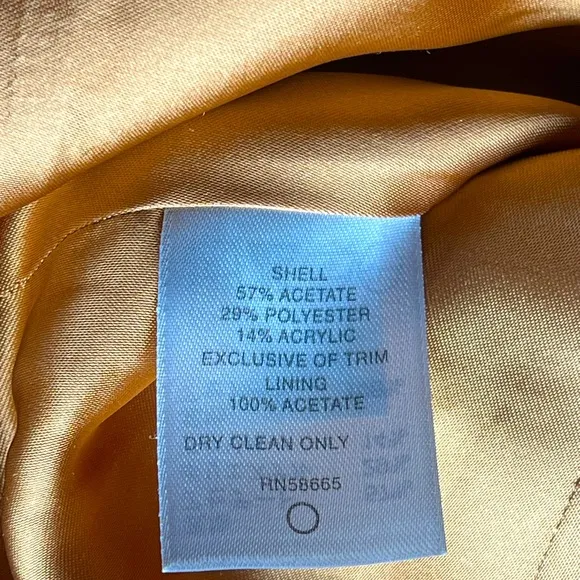 SHELL
57% ACETATE
29% POLYESTER
14% ACRYLIC
EXCLUSIVE OF TRIM
LINING
100% ACETATE
DRY CLEAN ONLY
RN58665